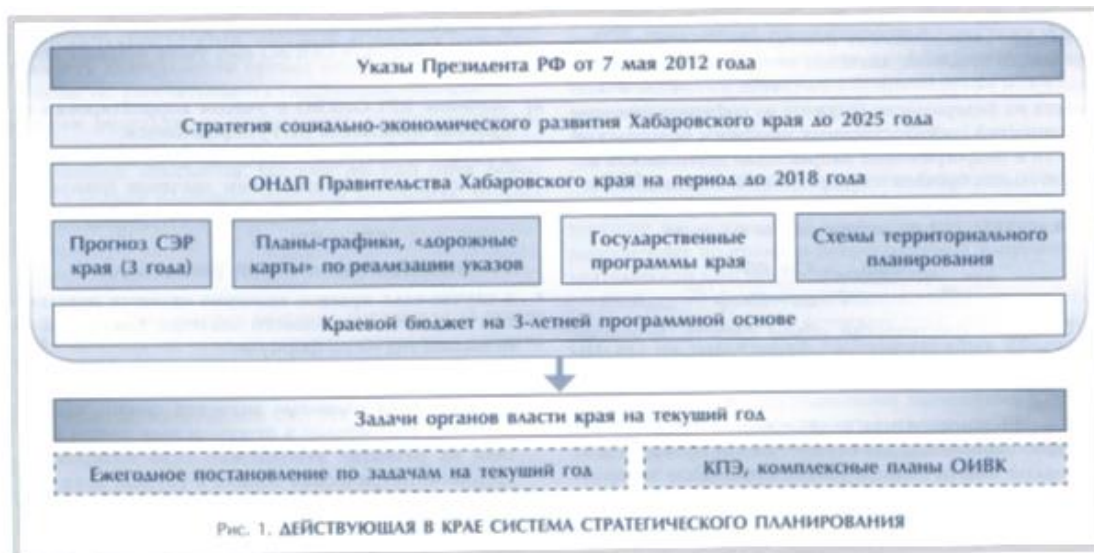 Указы Президента РФ от 7 мая 2012 года
Стратегия социально-экономического развития Хабаровского края до 2025 года
ОНДП Правительства Хабаровского края на период до 2018 года
Прогноз СЭР
края (3 года)
Планы-графики, «дорожные
карты» по реализации указов
Государственные
программы края
Схемы территориального
планирования
Краевой бюджет на 3-летней программной основе
Задачи органов власти края на текущий год
Ежегодное постановление по задачам на текущий год
КПЭ, комплексные планы ОИВК
Рис. 1. ДЕЙСТВУЮЩАЯ В КРАЕ СИСТЕМА СТРАТЕГИЧЕСКОГО ПЛАНИРОВАНИЯ